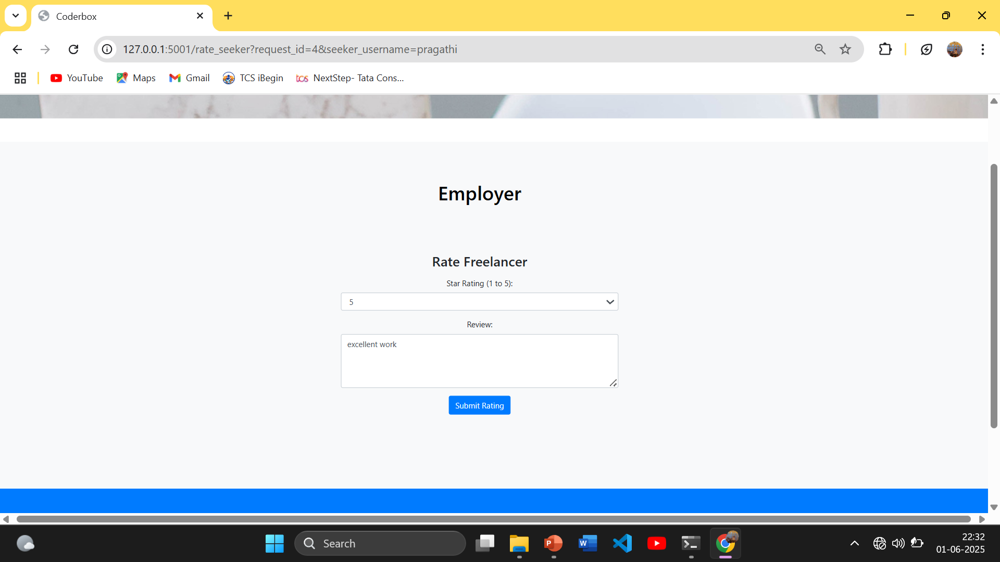 Coderbox
127.0.0.1:5001/rate_seeker?request_id=4&seeker_username=pragathi
YouTube Maps Gmail TCS iBegin tcs NextStep- Tata Cons...
Employer
Rate Freelancer
Star Rating (1 to 5):
5
Review:
excellent work
Submit Rating
Search
P
W
22:32
01-06-2025